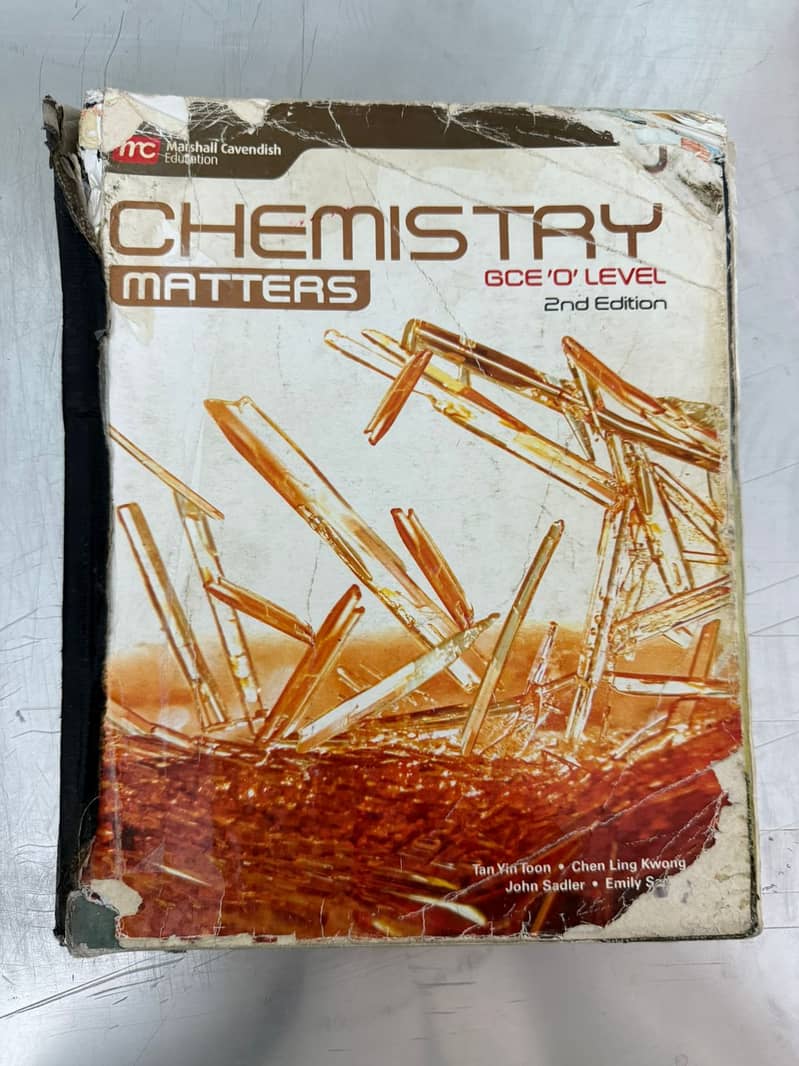 mc Marshall Cavendish
Education
CHEMISTRY
MATTERS
GCE 'O' LEVEL
2nd Edition
Tan Yin Toon • Chen Ling Kwong
John Sadler • Emily